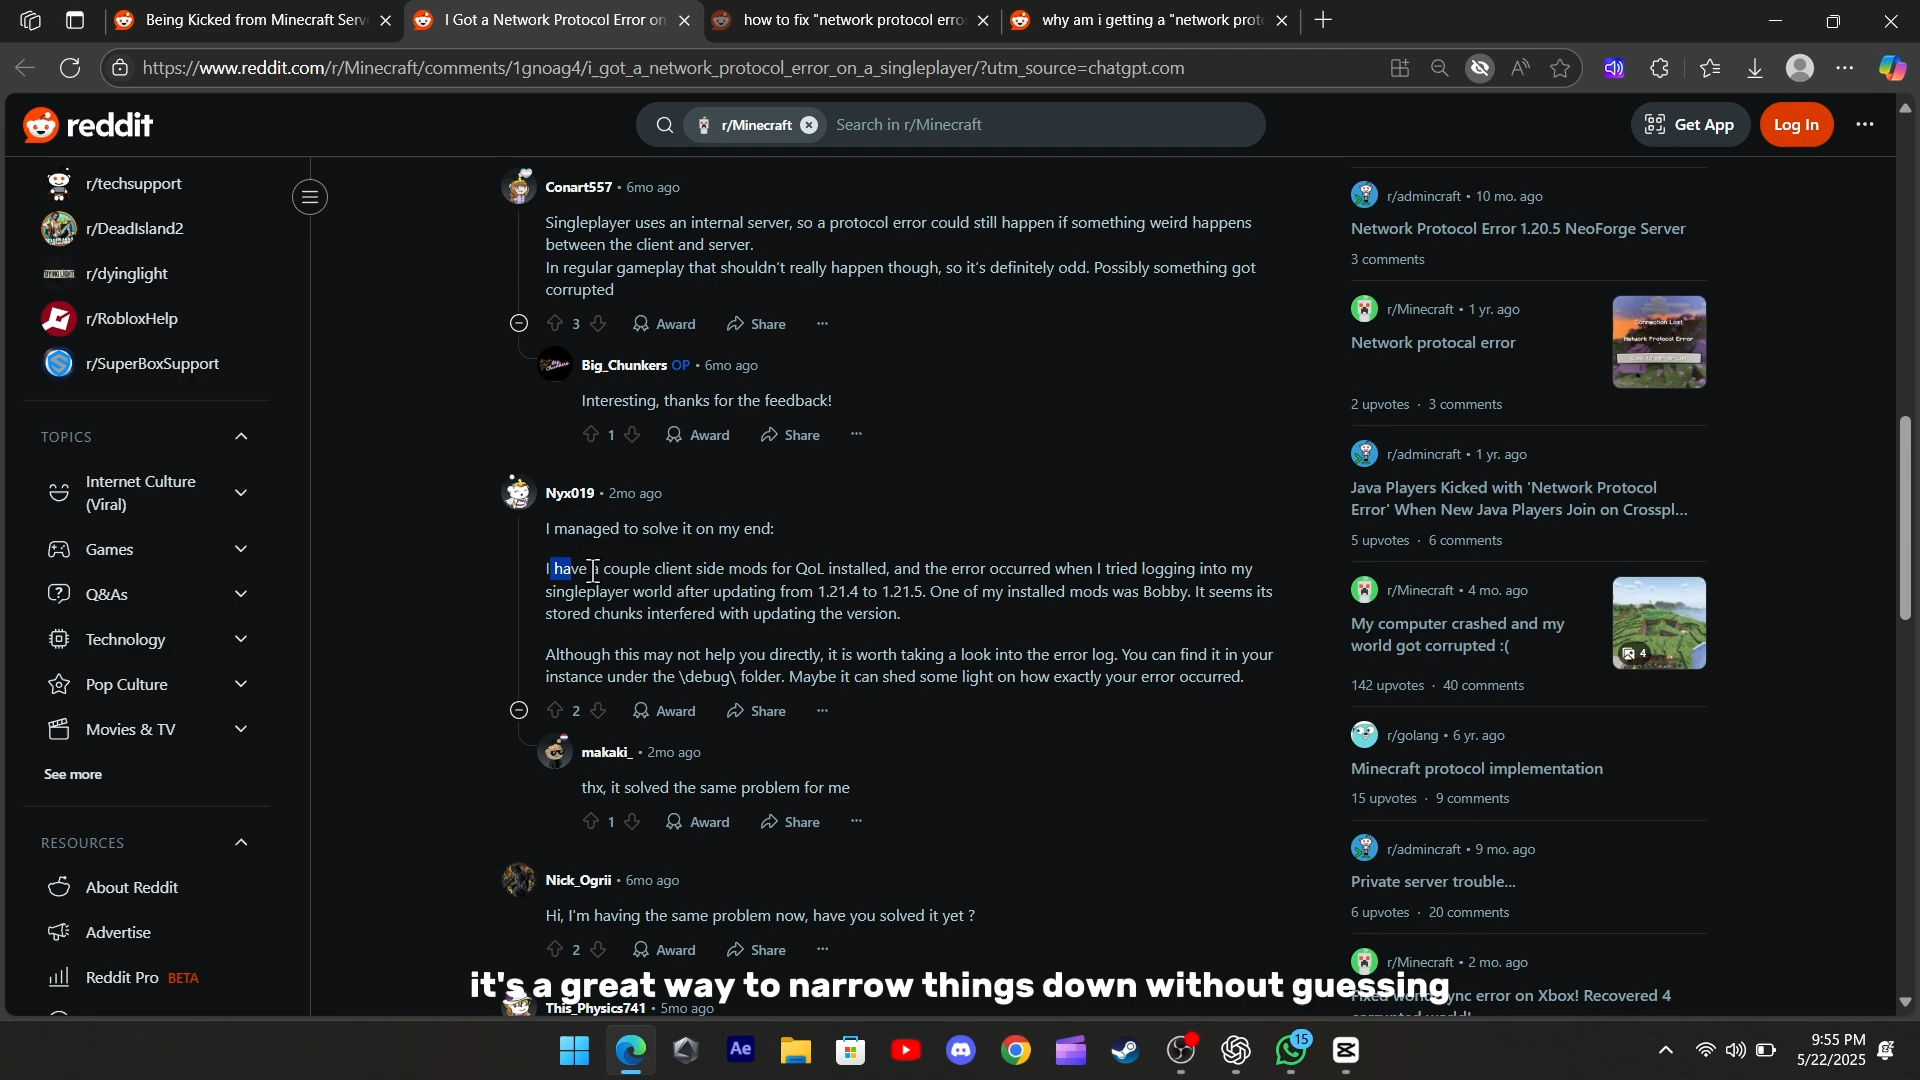 Being Kicked from Minecraft Serv
I Got a Network Protocol Error on
how to fix "network protocol erro
why am i getting a "network prot
https://www.reddit.com/r/Minecraft/comments/1gnoag4/i_got_a_network_protocol_error_on_a_singleplayer/?utm_source=chatgpt.com
reddit
r/Minecraft
Search in r/Minecraft
Get App
Log In
r/techsupport
r/DeadIsland2
r/dyinglight
r/RobloxHelp
r/SuperBoxSupport
TOPICS
Internet Culture
(Viral)
Games
Q&As
Technology
Pop Culture
Movies & TV
See more
RESOURCES
About Reddit
Advertise
Reddit Pro BETA
Conart557 • 6mo ago
Singleplayer uses an internal server, so a protocol error could still happen if something weird happens
between the client and server.
In regular gameplay that shouldn't really happen though, so it's definitely odd. Possibly something got
corrupted
3 Award Share
Big_Chunkers OP • 6mo ago
Interesting, thanks for the feedback!
1 Award Share
Nyx019 • 2mo ago
I managed to solve it on my end:
I have a couple client side mods for QoL installed, and the error occurred when I tried logging into my
singleplayer world after updating from 1.21.4 to 1.21.5. One of my installed mods was Bobby. It seems its
stored chunks interfered with updating the version.
Although this may not help you directly, it is worth taking a look into the error log. You can find it in your
instance under the \debug\ folder. Maybe it can shed some light on how exactly your error occurred.
2 Award Share
makaki_ • 2mo ago
thx, it solved the same problem for me
1 Award Share
Nick_Ogrii • 6mo ago
Hi, I'm having the same problem now, have you solved it yet ?
2 Award Share
it's a great way to narrow things down without guessing
This_Physics741 • 5mo ago
r/admincraft • 10 mo. ago
Network Protocol Error 1.20.5 NeoForge Server
3 comments
r/Minecraft • 1 yr. ago
Network protocal error
Connection Lost
Network Protocol Error
2 upvotes · 3 comments
r/admincraft • 1 yr. ago
Java Players Kicked with 'Network Protocol
Error' When New Java Players Join on Crosspl...
5 upvotes · 6 comments
r/Minecraft • 4 mo. ago
My computer crashed and my
world got corrupted :(
4
142 upvotes · 40 comments
r/golang • 6 yr. ago
Minecraft protocol implementation
15 upvotes · 9 comments
r/admincraft • 9 mo. ago
Private server trouble...
6 upvotes · 20 comments
r/Minecraft • 2 mo. ago
error on Xbox! Recovered 4
Ae
15
9:55 PM
5/22/2025